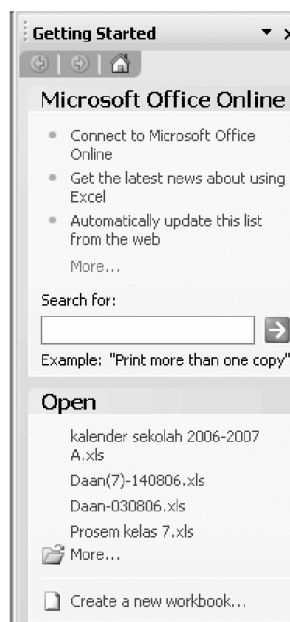 Getting Started
Microsoft Office Online
Connect to Microsoft Office
Online
Get the latest news about using
Excel
Automatically update this list
from the web
More...
Search for:
Example: "Print more than one copy"
Open
kalender sekolah 2006-2007
A.xls
Daan(7)-140806.xls
Daan-030806.xls
Prosem kelas 7.xls
More...
Create a new workbook...